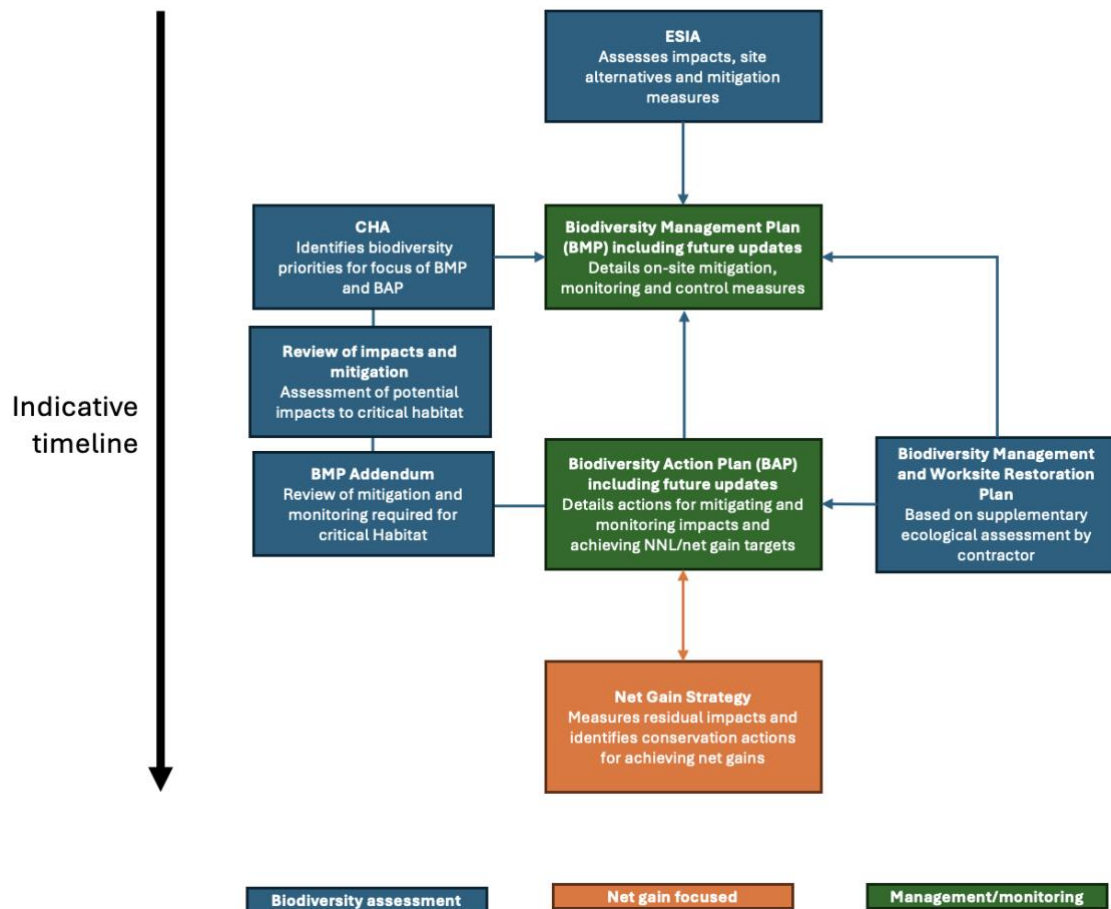 ESIA
Assesses impacts, site
alternatives and mitigation
measures
CHA
Identifies biodiversity
priorities for focus of BMP
and BAP
Biodiversity Management Plan
(BMP) including future updates
Details on-site mitigation,
monitoring and control measures
Review of impacts and
mitigation
Assessment of potential
impacts to critical habitat
Indicative
timeline
BMP Addendum
Review of mitigation and
monitoring required for
critical Habitat
Biodiversity Action Plan (BAP)
including future updates
Details actions for mitigating and
monitoring impacts and
achieving NNL/net gain targets
Biodiversity Management
and Worksite Restoration
Plan
Based on supplementary
ecological assessment by
contractor
Net Gain Strategy
Measures residual impacts and
identifies conservation actions
for achieving net gains
Biodiversity assessment
Net gain focused
Management/monitoring